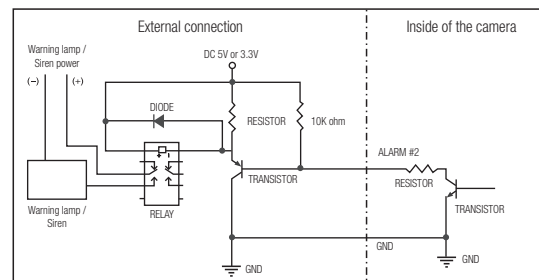 External connection
Inside of the camera
Warning lamp /
Siren power
(−)
(+)
DC 5V or 3.3V
DIODE
RESISTOR
10K ohm
ALARM #2
RESISTOR
TRANSISTOR
TRANSISTOR
Warning lamp /
Siren
RELAY
GND
GND
GND